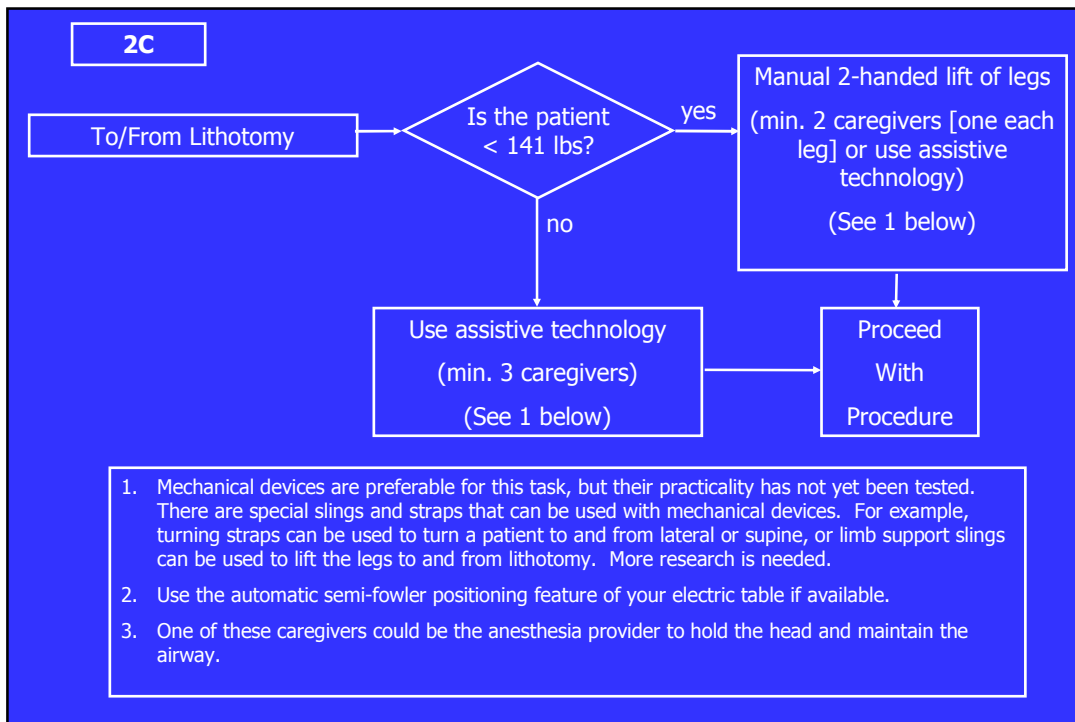 2C
To/From Lithotomy
Is the patient
< 141 lbs?
yes
Manual 2-handed lift of legs
(min. 2 caregivers [one each
leg] or use assistive
technology)
(See 1 below)
no
Use assistive technology
(min. 3 caregivers)
(See 1 below)
Proceed
With
Procedure
1. Mechanical devices are preferable for this task, but their practicality has not yet been tested.
There are special slings and straps that can be used with mechanical devices. For example,
turning straps can be used to turn a patient to and from lateral or supine, or limb support slings
can be used to lift the legs to and from lithotomy. More research is needed.
2. Use the automatic semi-fowler positioning feature of your electric table if available.
3. One of these caregivers could be the anesthesia provider to hold the head and maintain the
airway.